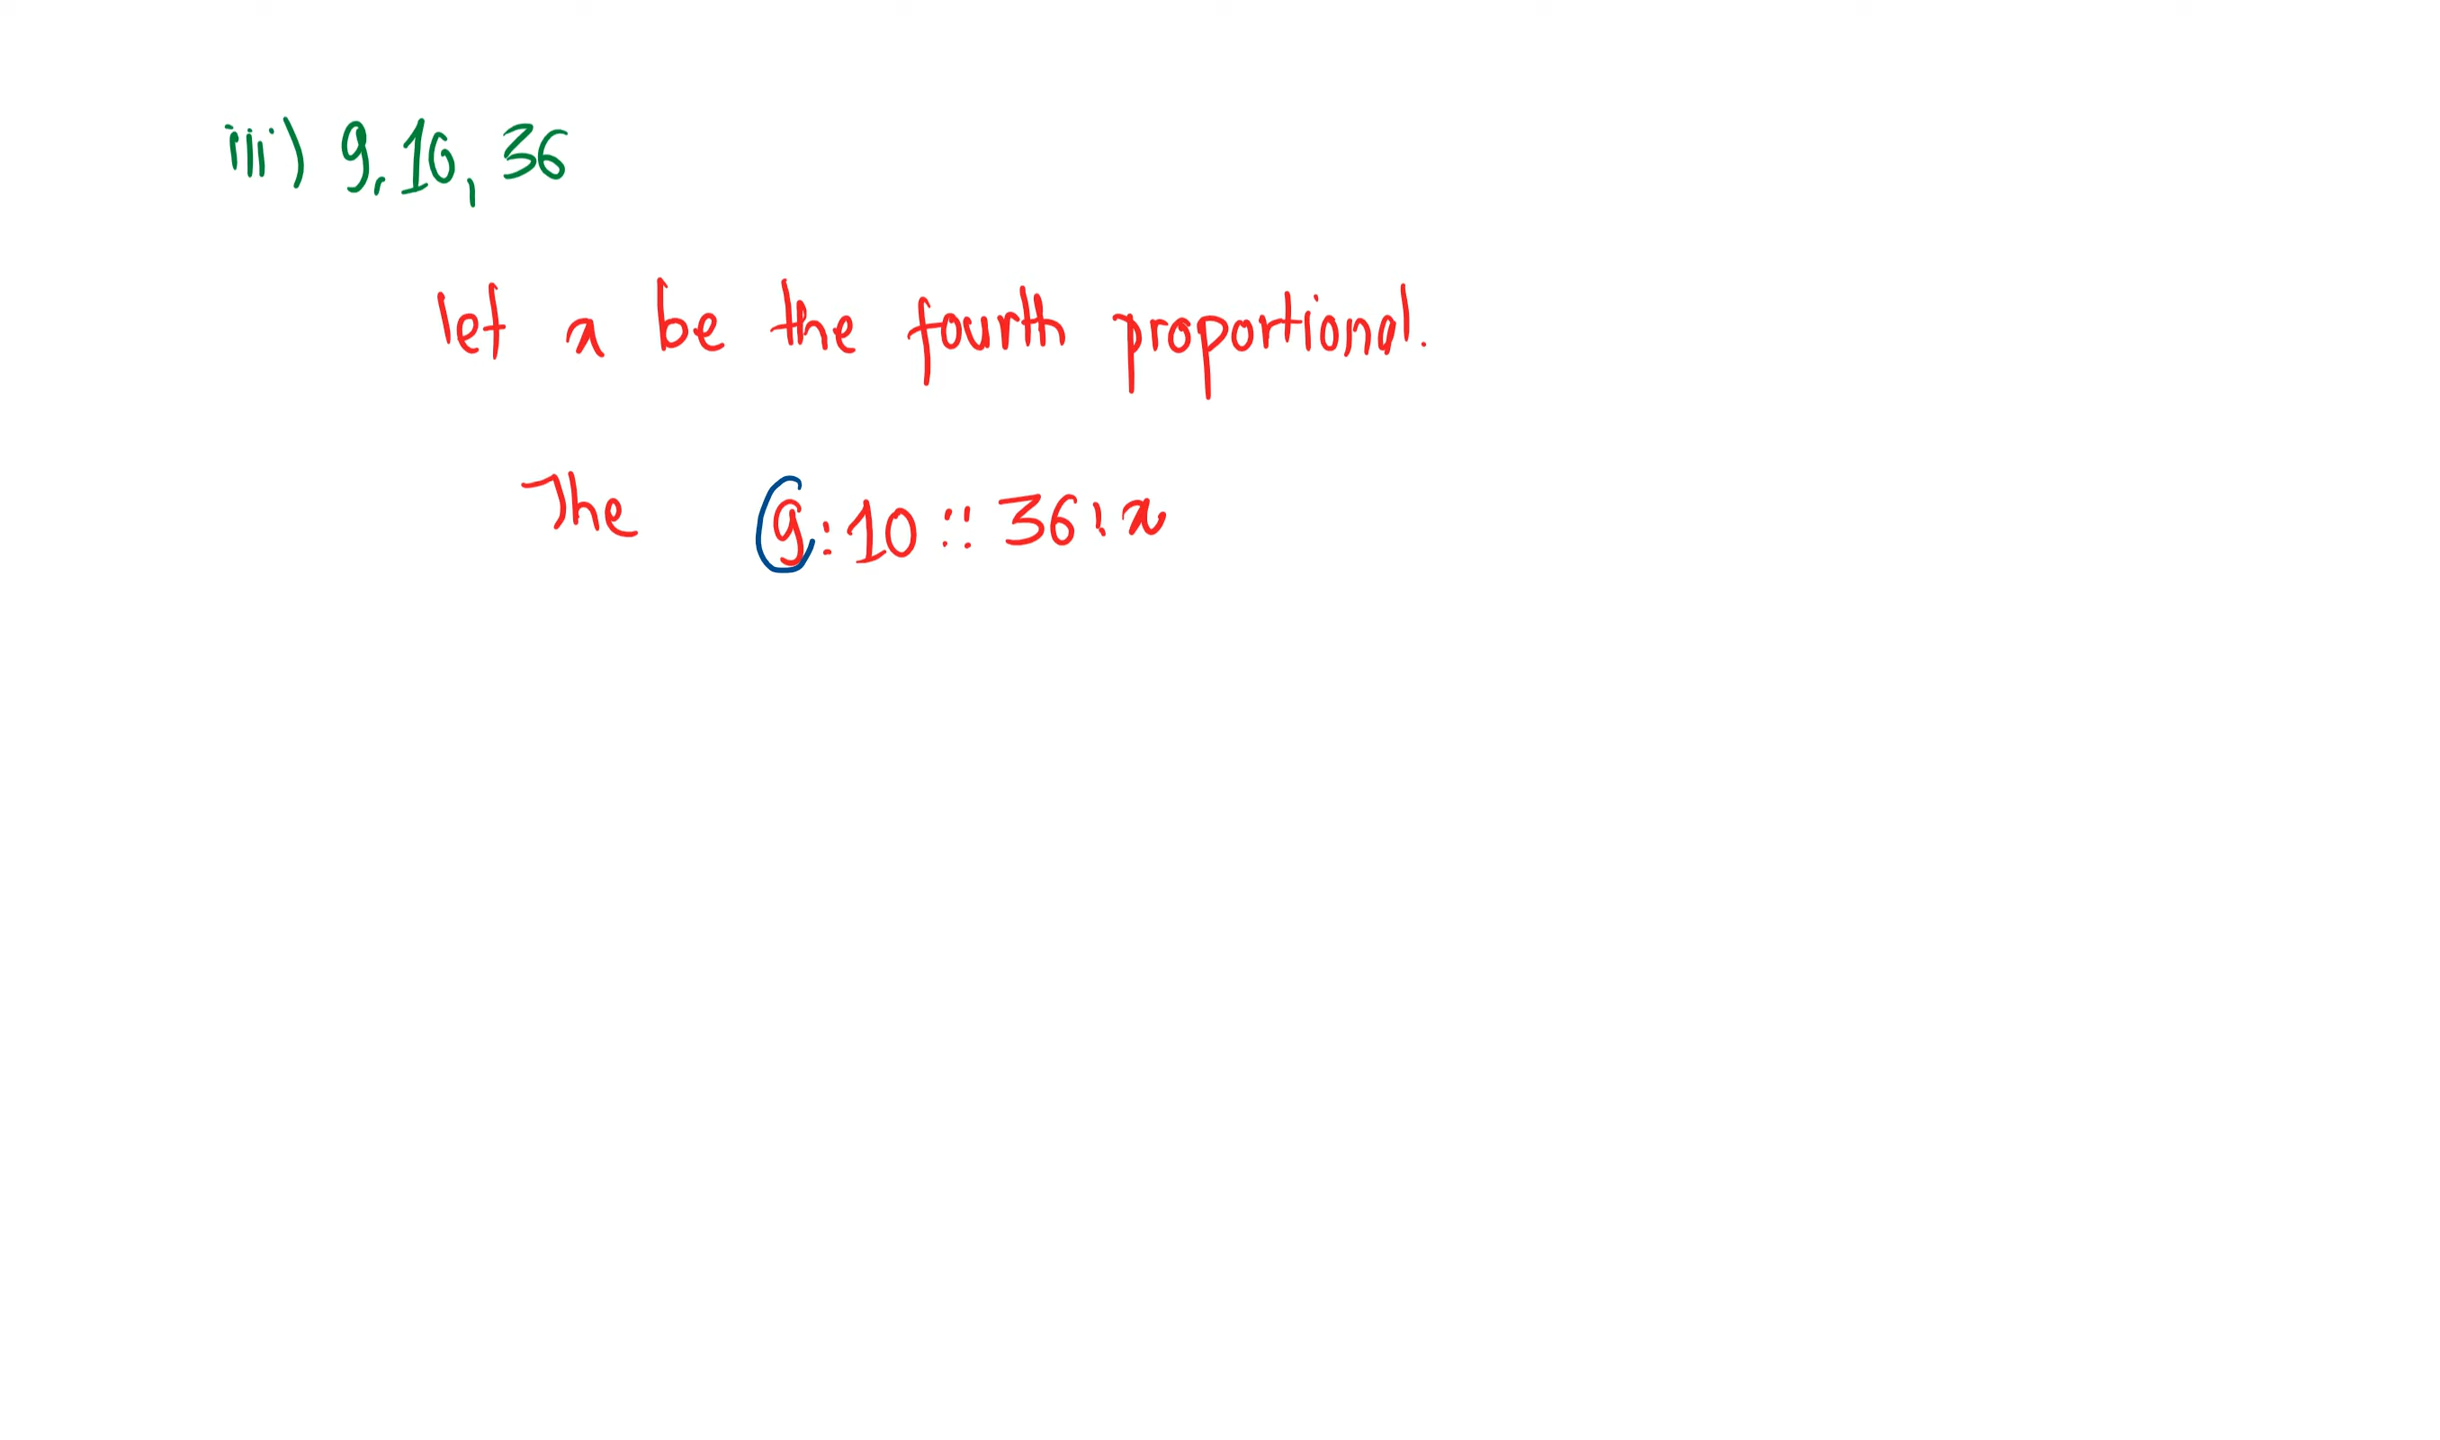 iii) 9, 10, 36
let x be the fourth proportional.
The 9 : 10 :: 36 : x